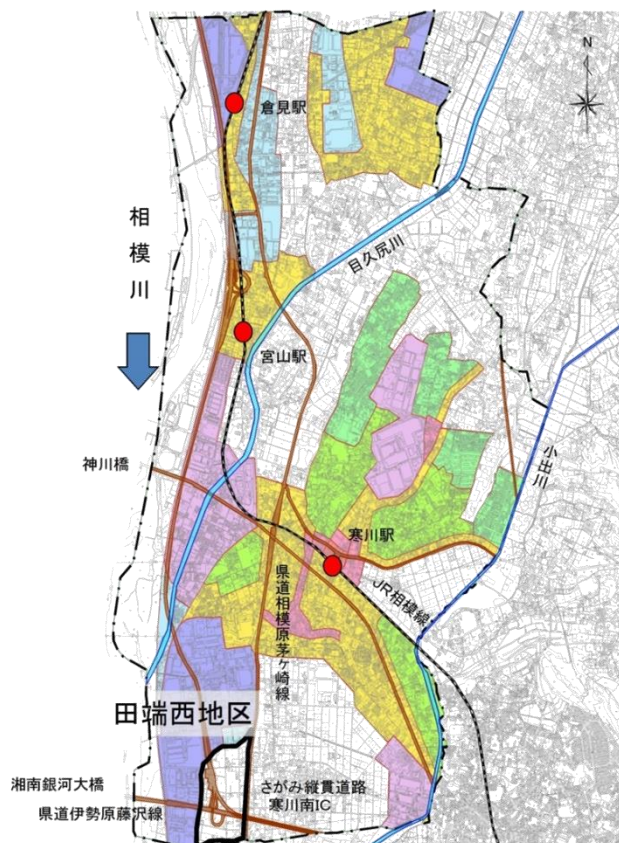 N
倉見駅
相模川
目久尻川
宮山駅
小出川
神川橋
寒川駅
JR相模線
県道相模原茅ヶ崎線
田端西地区
湘南銀河大橋
さがみ縦貫道路
寒川南IC
県道伊勢原藤沢線